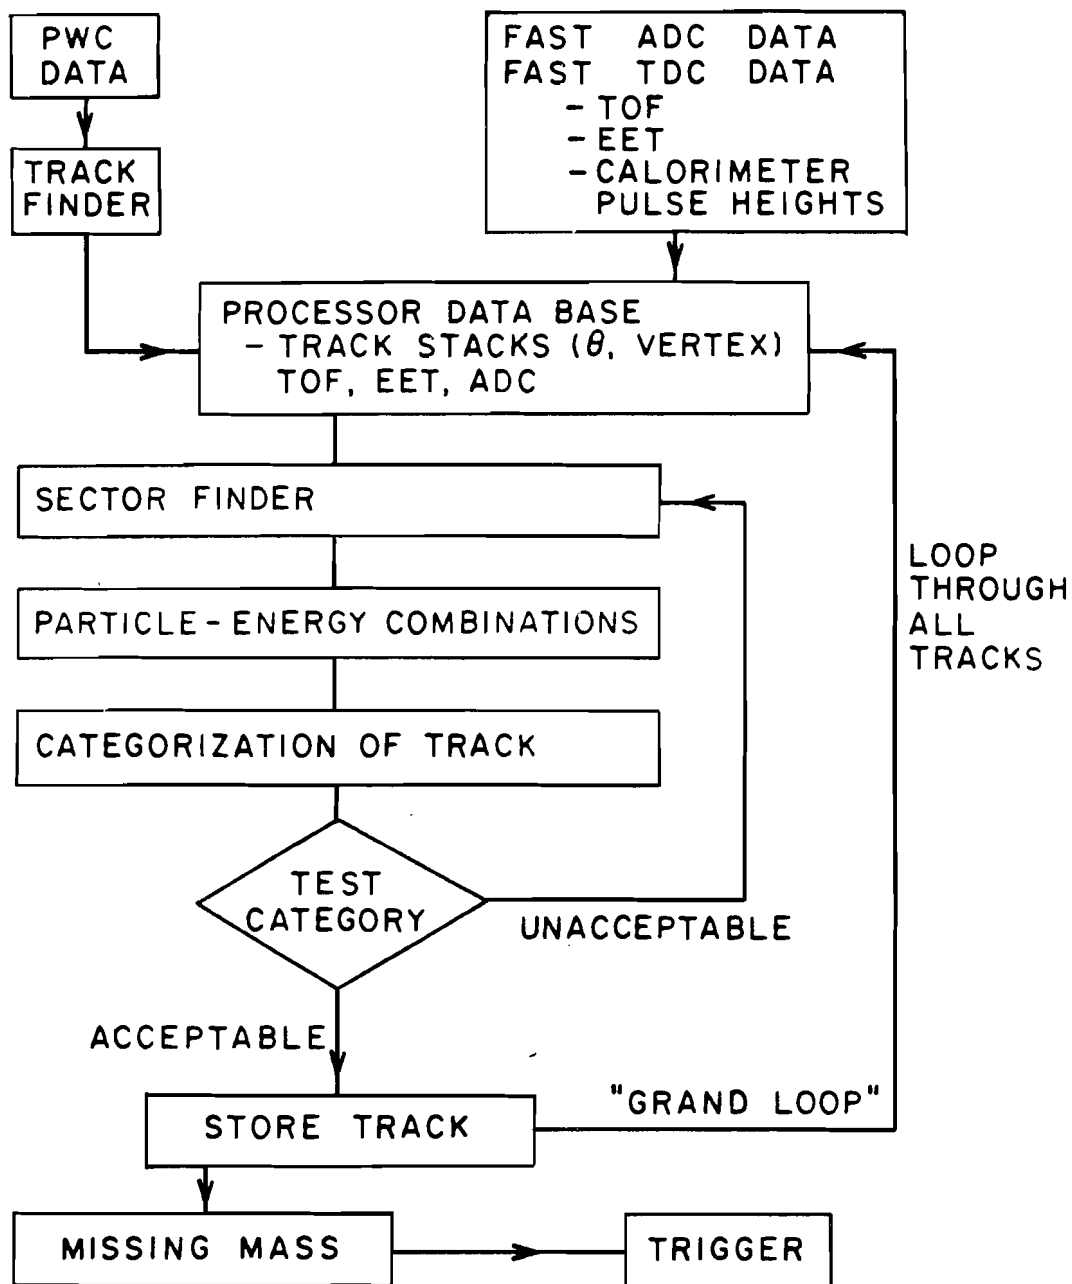 PWC
DATA
FAST ADC DATA
FAST TDC DATA
- TOF
- EET
- CALORIMETER
PULSE HEIGHTS
TRACK
FINDER
PROCESSOR DATA BASE
- TRACK STACKS (θ, VERTEX)
TOF, EET, ADC
SECTOR FINDER
LOOP
THROUGH
ALL
TRACKS
PARTICLE-ENERGY COMBINATIONS
CATEGORIZATION OF TRACK
TEST
CATEGORY
UNACCEPTABLE
ACCEPTABLE
"GRAND LOOP"
STORE TRACK
MISSING MASS
TRIGGER